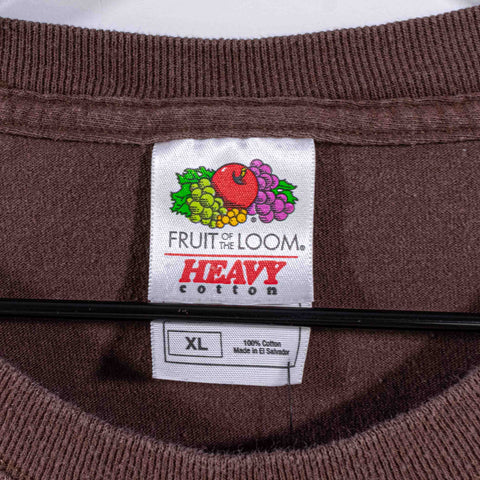 FRUIT OF THE LOOM®
HEAVY
cotton
XL
100% Cotton
Made in El Salvador